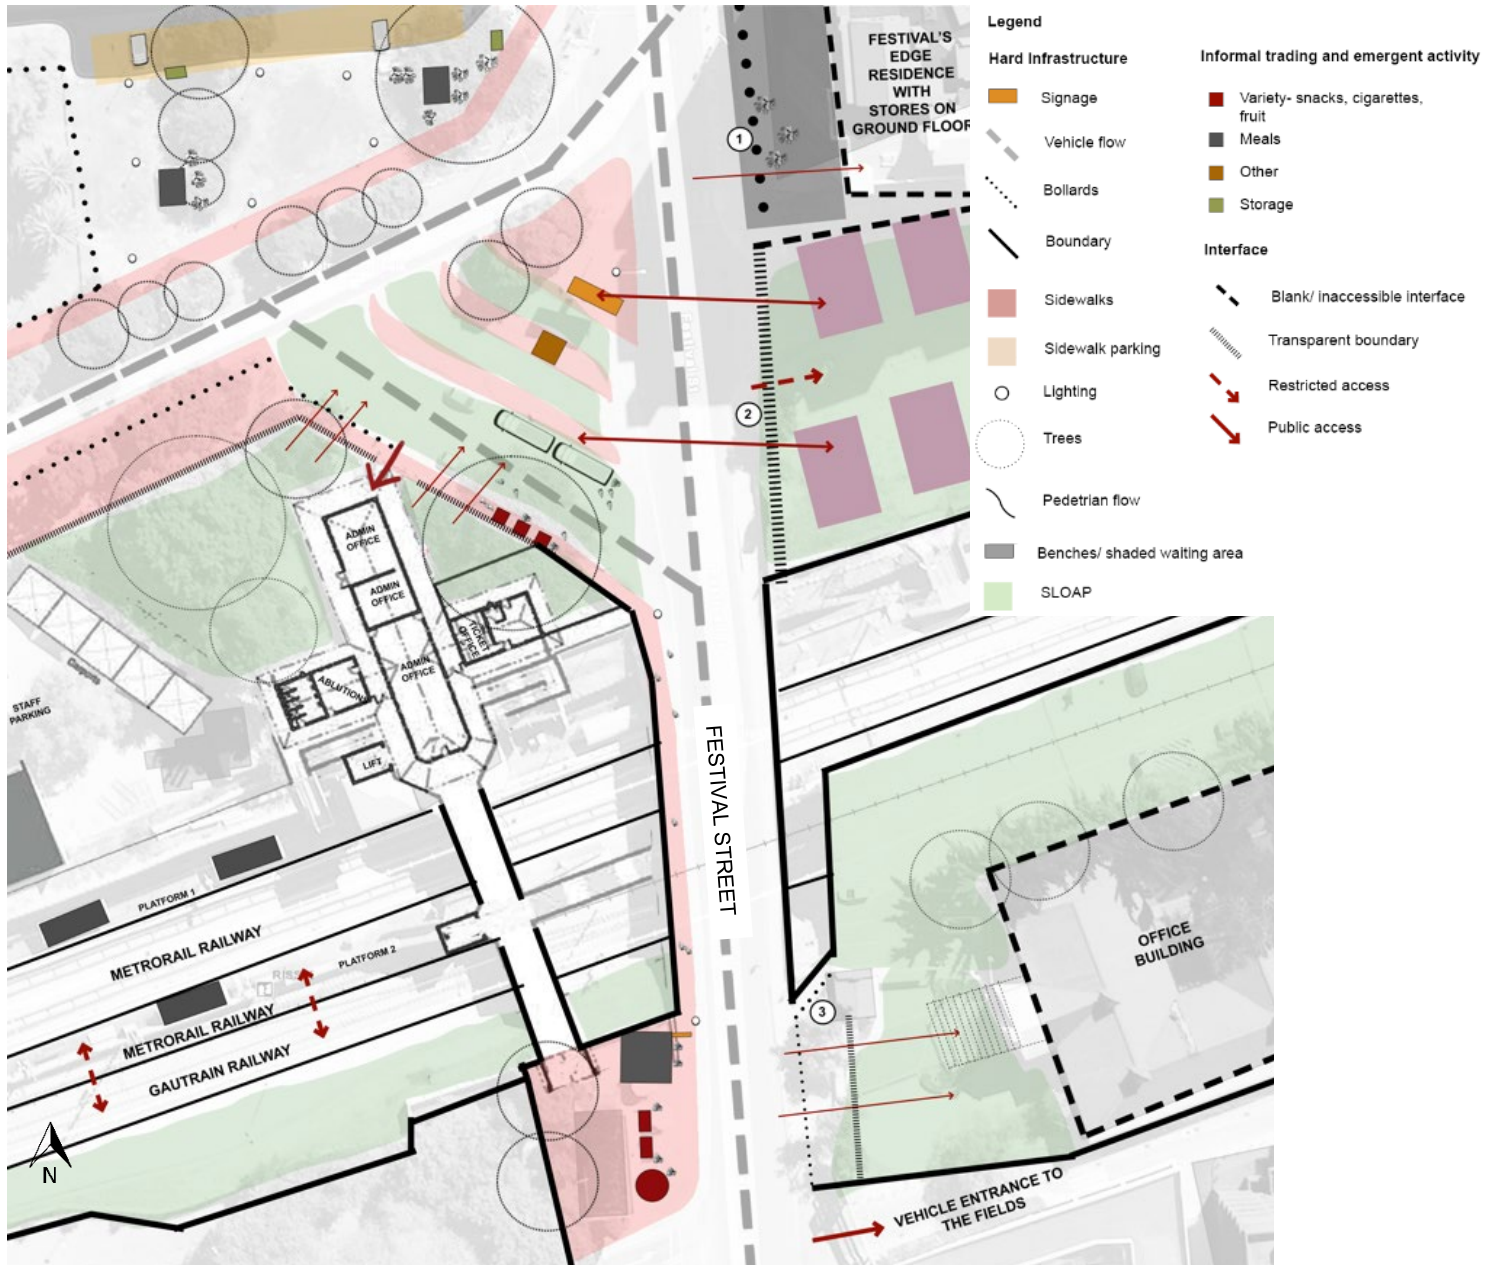 FESTIVAL'S
EDGE
RESIDENCE
WITH
STORES ON
GROUND FLOOR
1
2
ADMIN
OFFICE
ADMIN
OFFICE
ADMIN
OFFICE
TICKET
OFFICE
ABLUTION
LIFT
Carports
STAFF
PARKING
FESTIVAL STREET
PLATFORM 1
METRORAIL RAILWAY
PLATFORM 2
METRORAIL RAILWAY
GAUTRAIN RAILWAY
OFFICE
BUILDING
3
N
VEHICLE ENTRANCE TO
THE FIELDS
Legend
Hard Infrastructure
Signage
Vehicle flow
Bollards
Boundary
Sidewalks
Sidewalk parking
Lighting
Trees
Pedetrian flow
Benches/ shaded waiting area
SLOAP
Informal trading and emergent activity
Variety- snacks, cigarettes,
fruit
Meals
Other
Storage
Interface
Blank/ inaccessible interface
Transparent boundary
Restricted access
Public access